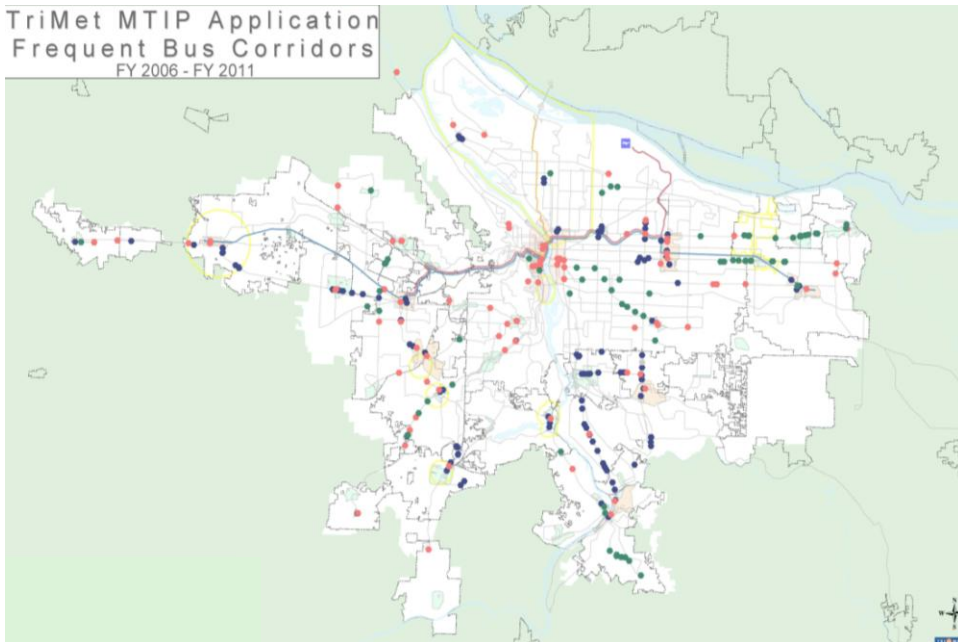 TriMet MTIP Application
Frequent Bus Corridors
FY 2006 - FY 2011
N
W
E
S